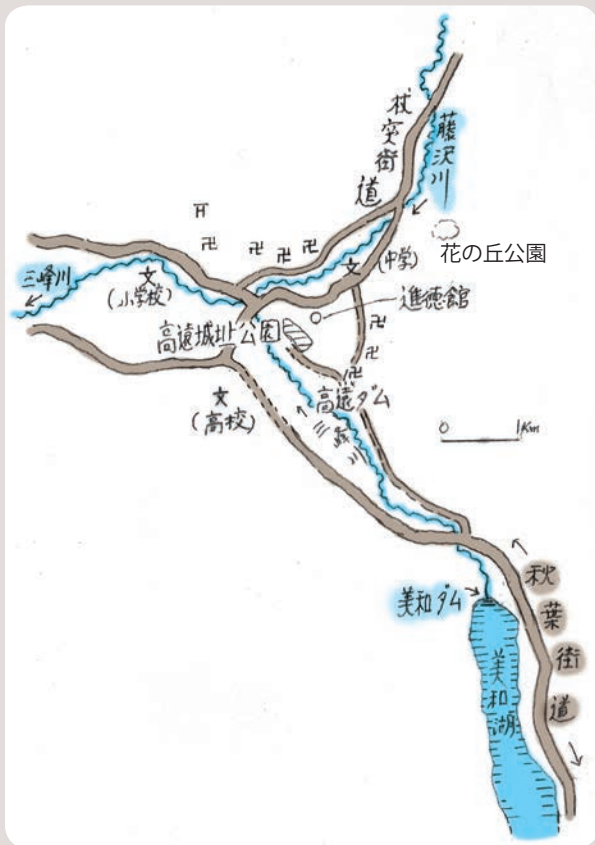 杖突街道
藤沢川
花の丘公園
文
(中学)
三峰川
文
(小学校)
進徳館
高遠城址公園
高遠ダム
文
(高校)
三峰川
0 1Km
美和ダム
秋葉街道
美和湖